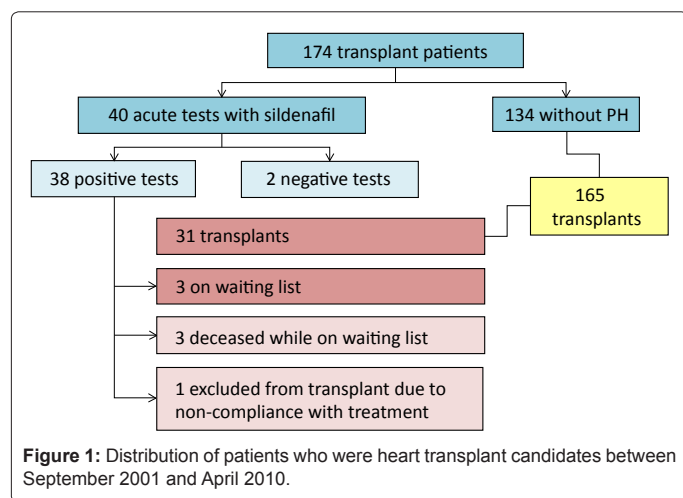 174 transplant patients
40 acute tests with sildenafil
134 without PH
38 positive tests
2 negative tests
165
transplants
31 transplants
3 on waiting list
3 deceased while on waiting list
1 excluded from transplant due to
non-compliance with treatment
Figure 1: Distribution of patients who were heart transplant candidates between
September 2001 and April 2010.